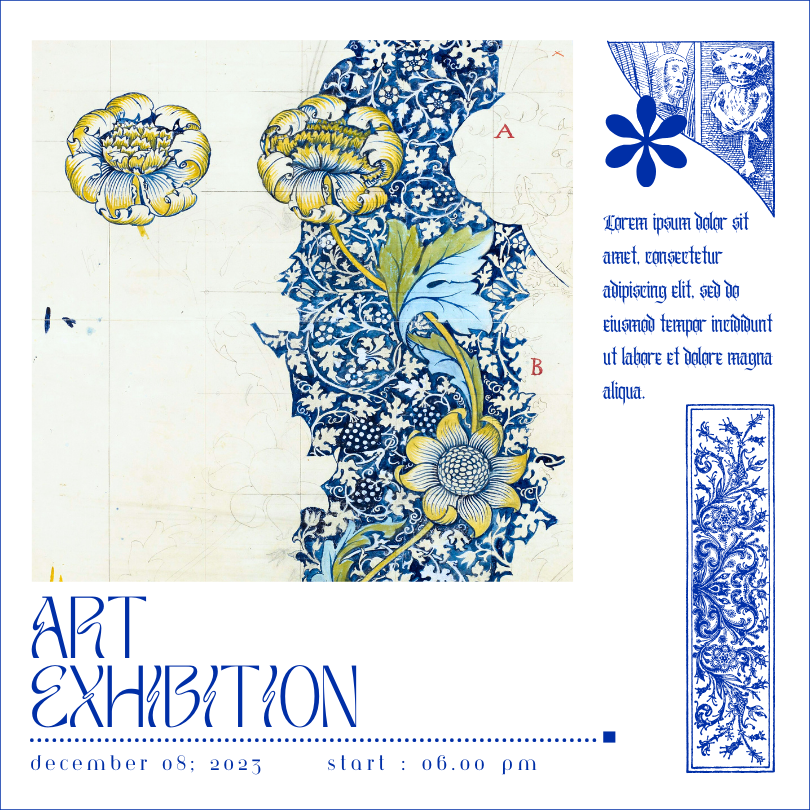 A
B
Lorem ipsum dolor sit
amet, consectetur
adipiscing elit, sed do
eiusmod tempor incididunt
ut labore et dolore magna
aliqua.
ART
EXHIBITION
december 08; 2023 start : 06.00 pm